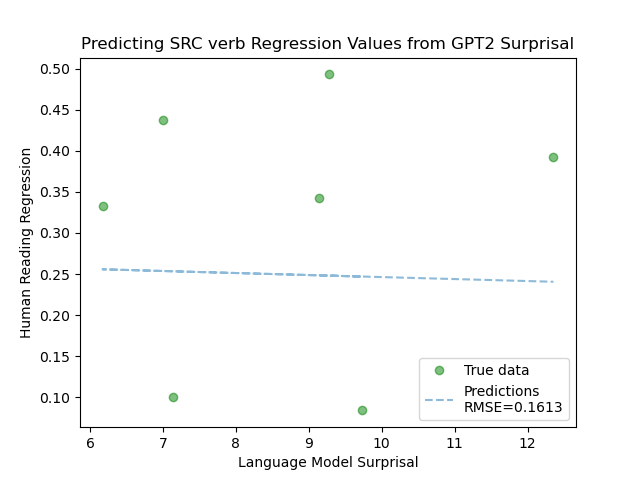 Predicting SRC verb Regression Values from GPT2 Surprisal
Human Reading Regression
0.50
0.45
0.40
0.35
0.30
0.25
0.20
0.15
0.10
True data
Predictions
RMSE=0.1613
6 7 8 9 10 11 12
Language Model Surprisal